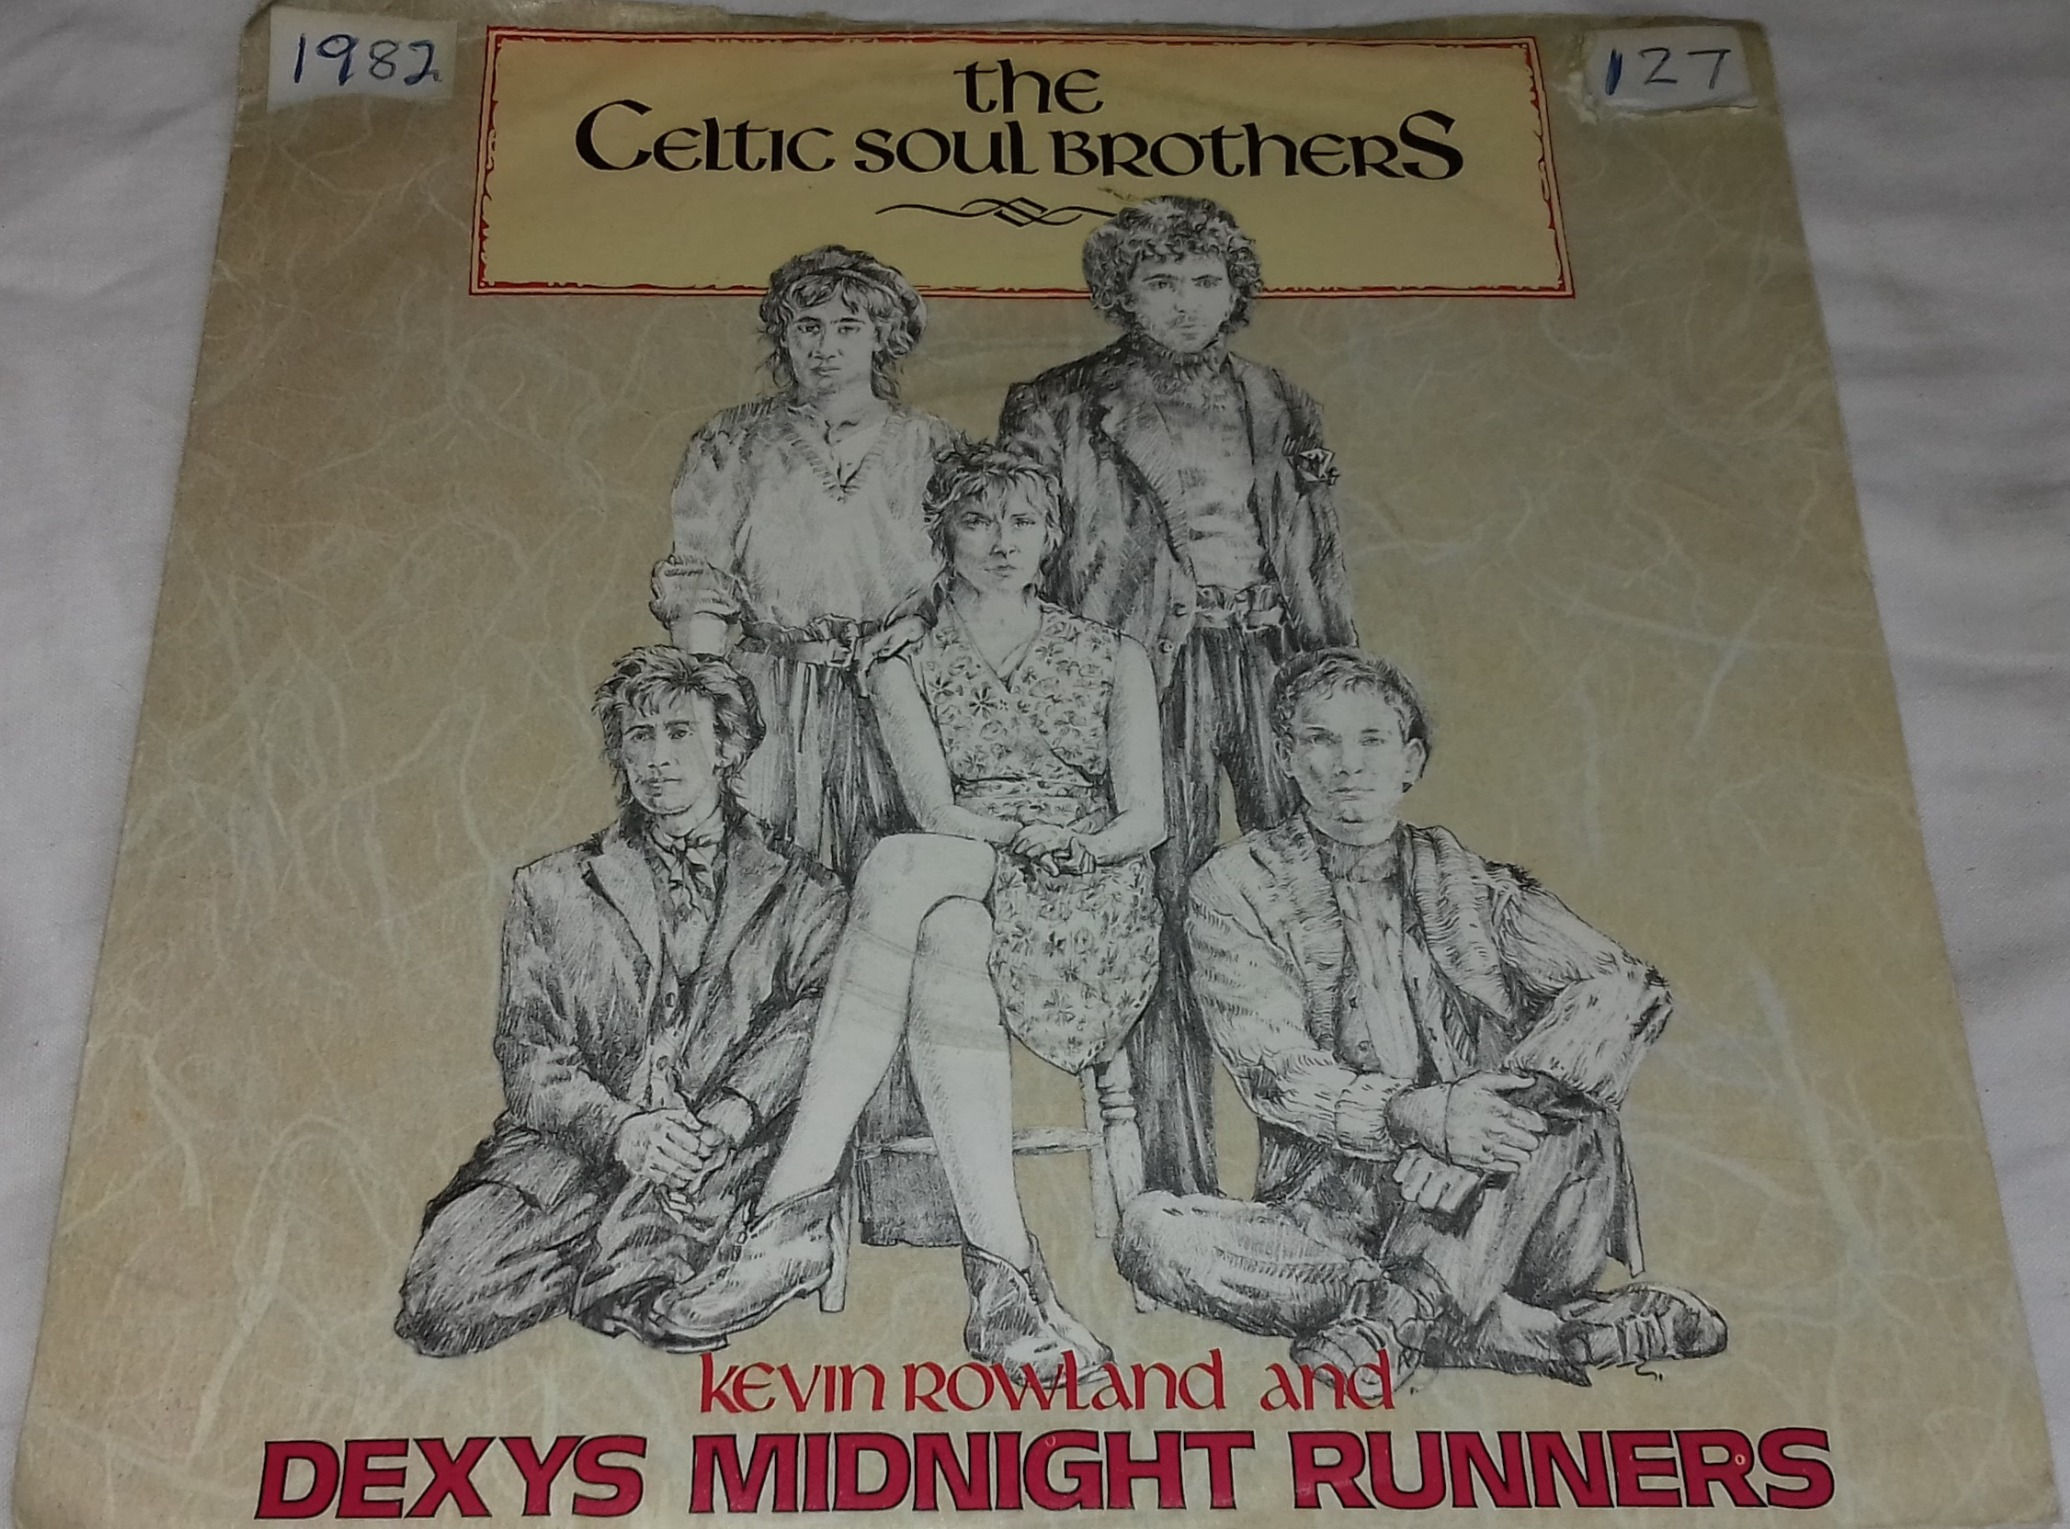 1982
127
the
Celtic Soul Brothers
Kevin Rowland and
DEXYS MIDNIGHT RUNNERS